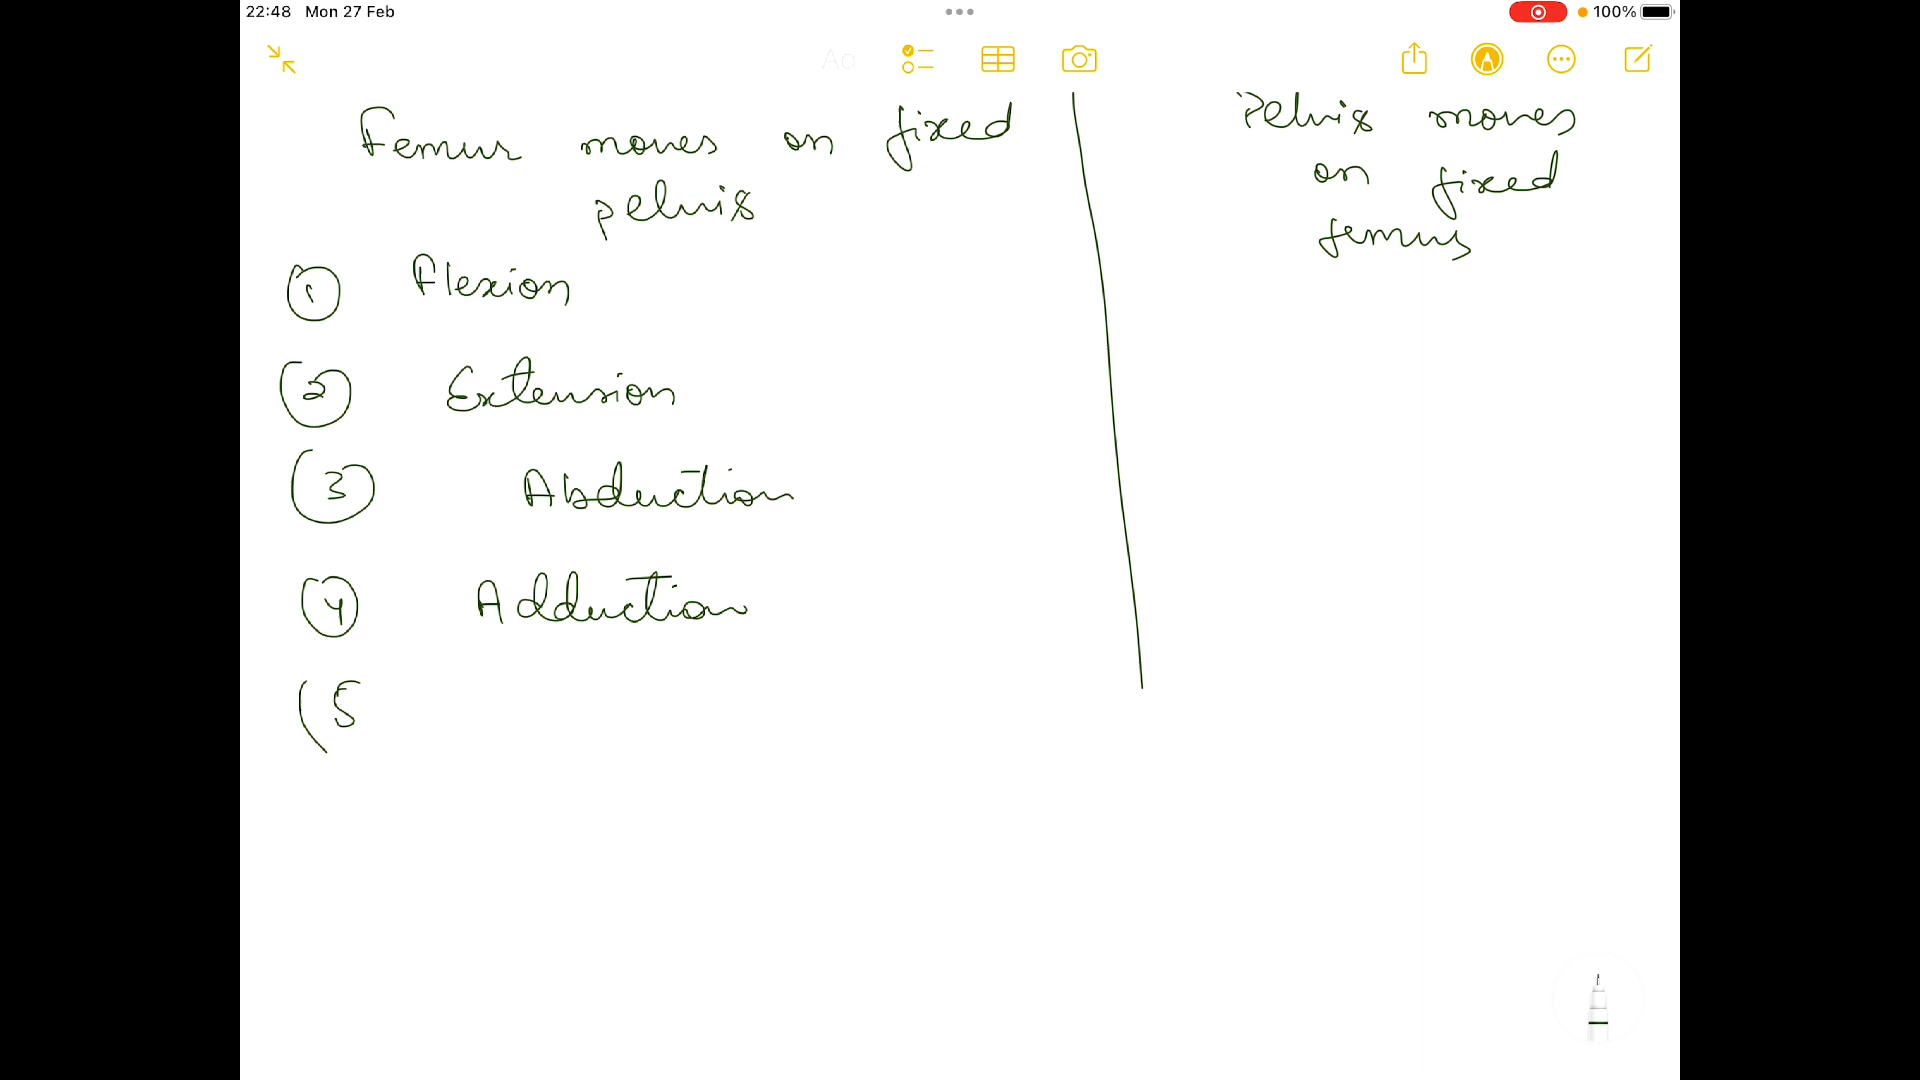 22:48 Mon 27 Feb
100%
Aa
Femur moves on fixed
pelvis
① Flexion
② Extension
③ Abduction
④ Adduction
(5
Pelvis moves
on fixed
femur